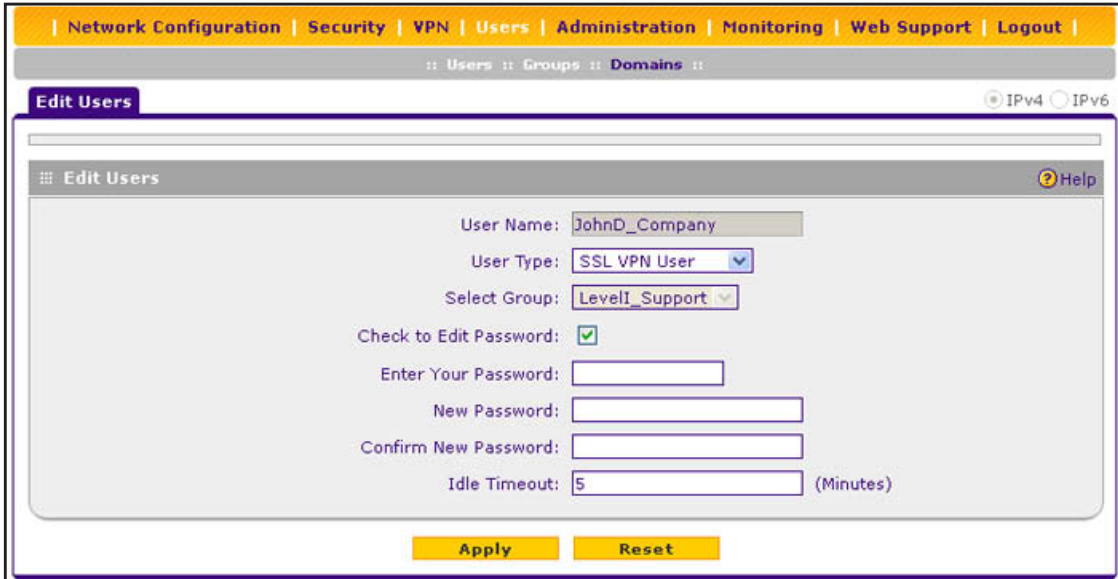 | Network Configuration | Security | VPN | Users | Administration | Monitoring | Web Support | Logout |
:: Users :: Groups :: Domains ::
Edit Users
IPv4 IPv6
Edit Users
? Help
User Name: JohnD_Company
User Type: SSL VPN User
Select Group: LevelI_Support
Check to Edit Password:
Enter Your Password:
New Password:
Confirm New Password:
Idle Timeout: 5 (Minutes)
Apply Reset